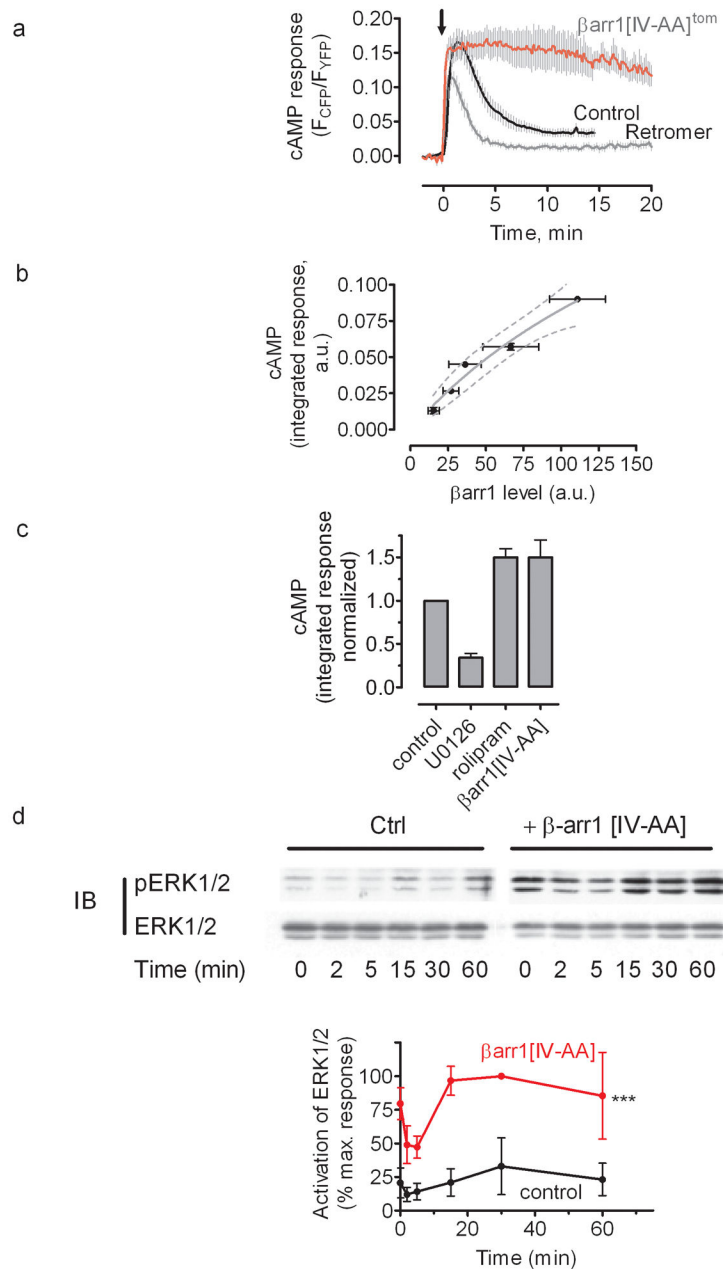 a
βarr1[IV-AA]tom
cAMP response
(FCFP/FYFP)
0.20
0.15
0.10
0.05
0.00
Control
Retromer
0 5 10 15 20
Time, min
b
cAMP
(integrated response,
a.u.)
0.100
0.075
0.050
0.025
0.000
0 25 50 75 100 125 150
βarr1 level (a.u.)
c
cAMP
(integrated response
normalized)
1.5
1.0
0.5
0.0
control
U0126
rolipram
βarr1[IV-AA]
d
Ctrl + β-arr1 [IV-AA]
IB
pERK1/2
ERK1/2
Time (min) 0 2 5 15 30 60 0 2 5 15 30 60
Activation of ERK1/2
(% max. response)
100
75
50
25
0
βarr1[IV-AA]
***
control
0 20 40 60
Time (min)